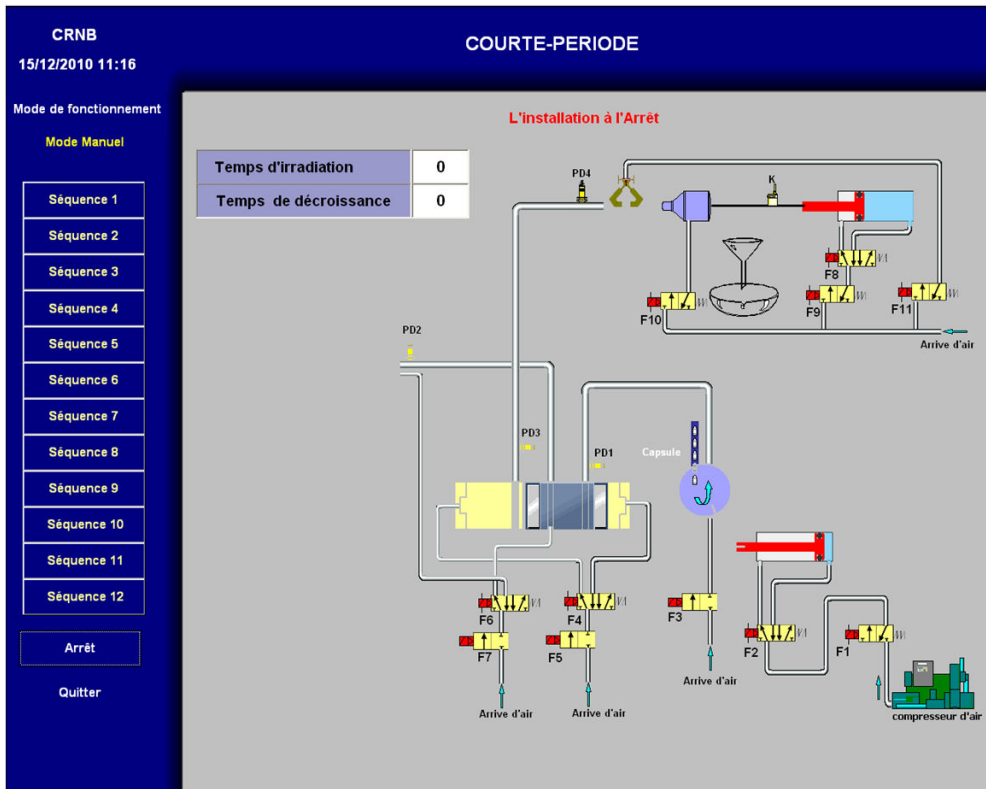 CRNB
15/12/2010 11:16
COURTE-PERIODE
Mode de fonctionnement
Mode Manuel
Séquence 1
Séquence 2
Séquence 3
Séquence 4
Séquence 5
Séquence 6
Séquence 7
Séquence 8
Séquence 9
Séquence 10
Séquence 11
Séquence 12
Arrêt
Quitter
L'installation à l'Arrêt
Temps d'irradiation 0
Temps de décroissance 0
PD4
K
F8
F10
F9
F11
Arrive d'air
PD2
PD3
PD1
Capsule
F6
F4
F3
F7
F5
F2
F1
Arrive d'air
Arrive d'air
Arrive d'air
compresseur d'air